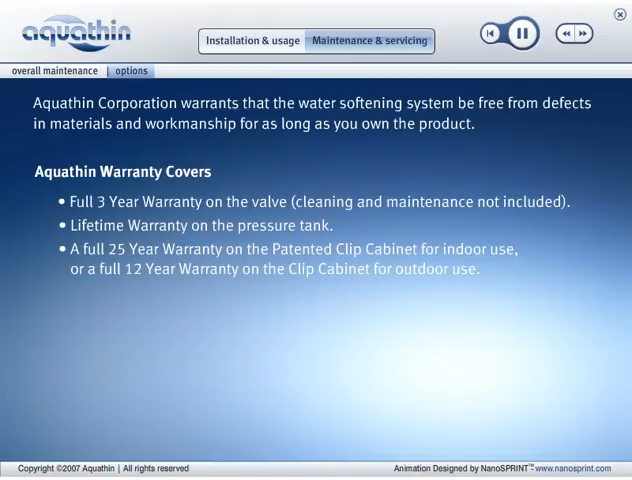 aquathin
Installation & usage
Maintenance & servicing
overall maintenance | options
Aquathin Corporation warrants that the water softening system be free from defects
in materials and workmanship for as long as you own the product.
Aquathin Warranty Covers
• Full 3 Year Warranty on the valve (cleaning and maintenance not included).
• Lifetime Warranty on the pressure tank.
• A full 25 Year Warranty on the Patented Clip Cabinet for indoor use,
or a full 12 Year Warranty on the Clip Cabinet for outdoor use.
Copyright ©2007 Aquathin | All rights reserved
Animation Designed by NanoSPRINT™- www.nanosprint.com